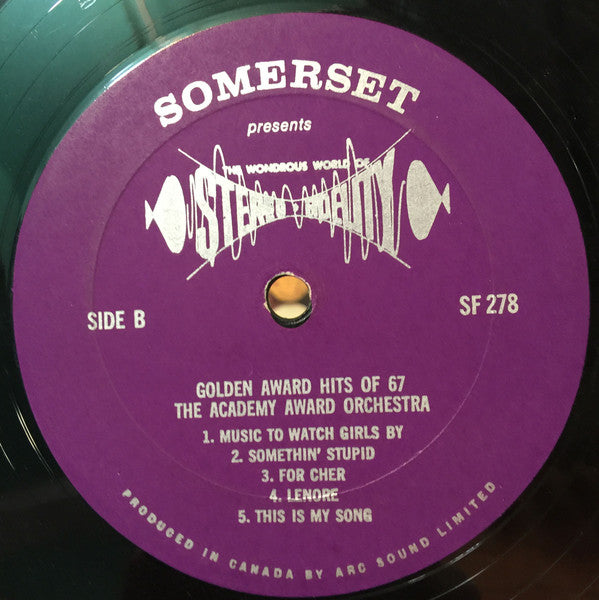 SOMERSET
presents
THE WONDROUS WORLD OF
STEREO-FIDELITY
SIDE B
SF 278
GOLDEN AWARD HITS OF 67
THE ACADEMY AWARD ORCHESTRA
1. MUSIC TO WATCH GIRLS BY
2. SOMETHIN' STUPID
3. FOR CHER
4. LENORE
5. THIS IS MY SONG
PRODUCED IN CANADA BY ARC SOUND LIMITED